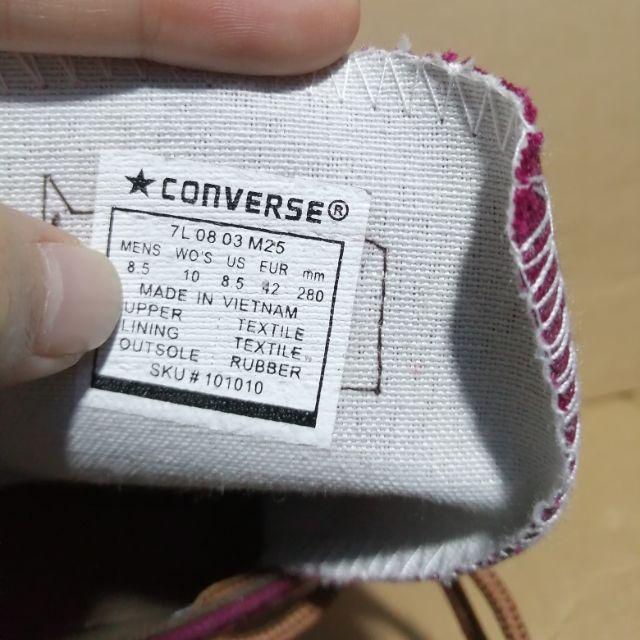 ★CONVERSE®
7L 08 03 M25
MENS WO'S US EUR mm
8.5 10 8.5 42 280
MADE IN VIETNAM
UPPER : TEXTILE
LINING : TEXTILE
OUTSOLE : RUBBER
SKU # 101010